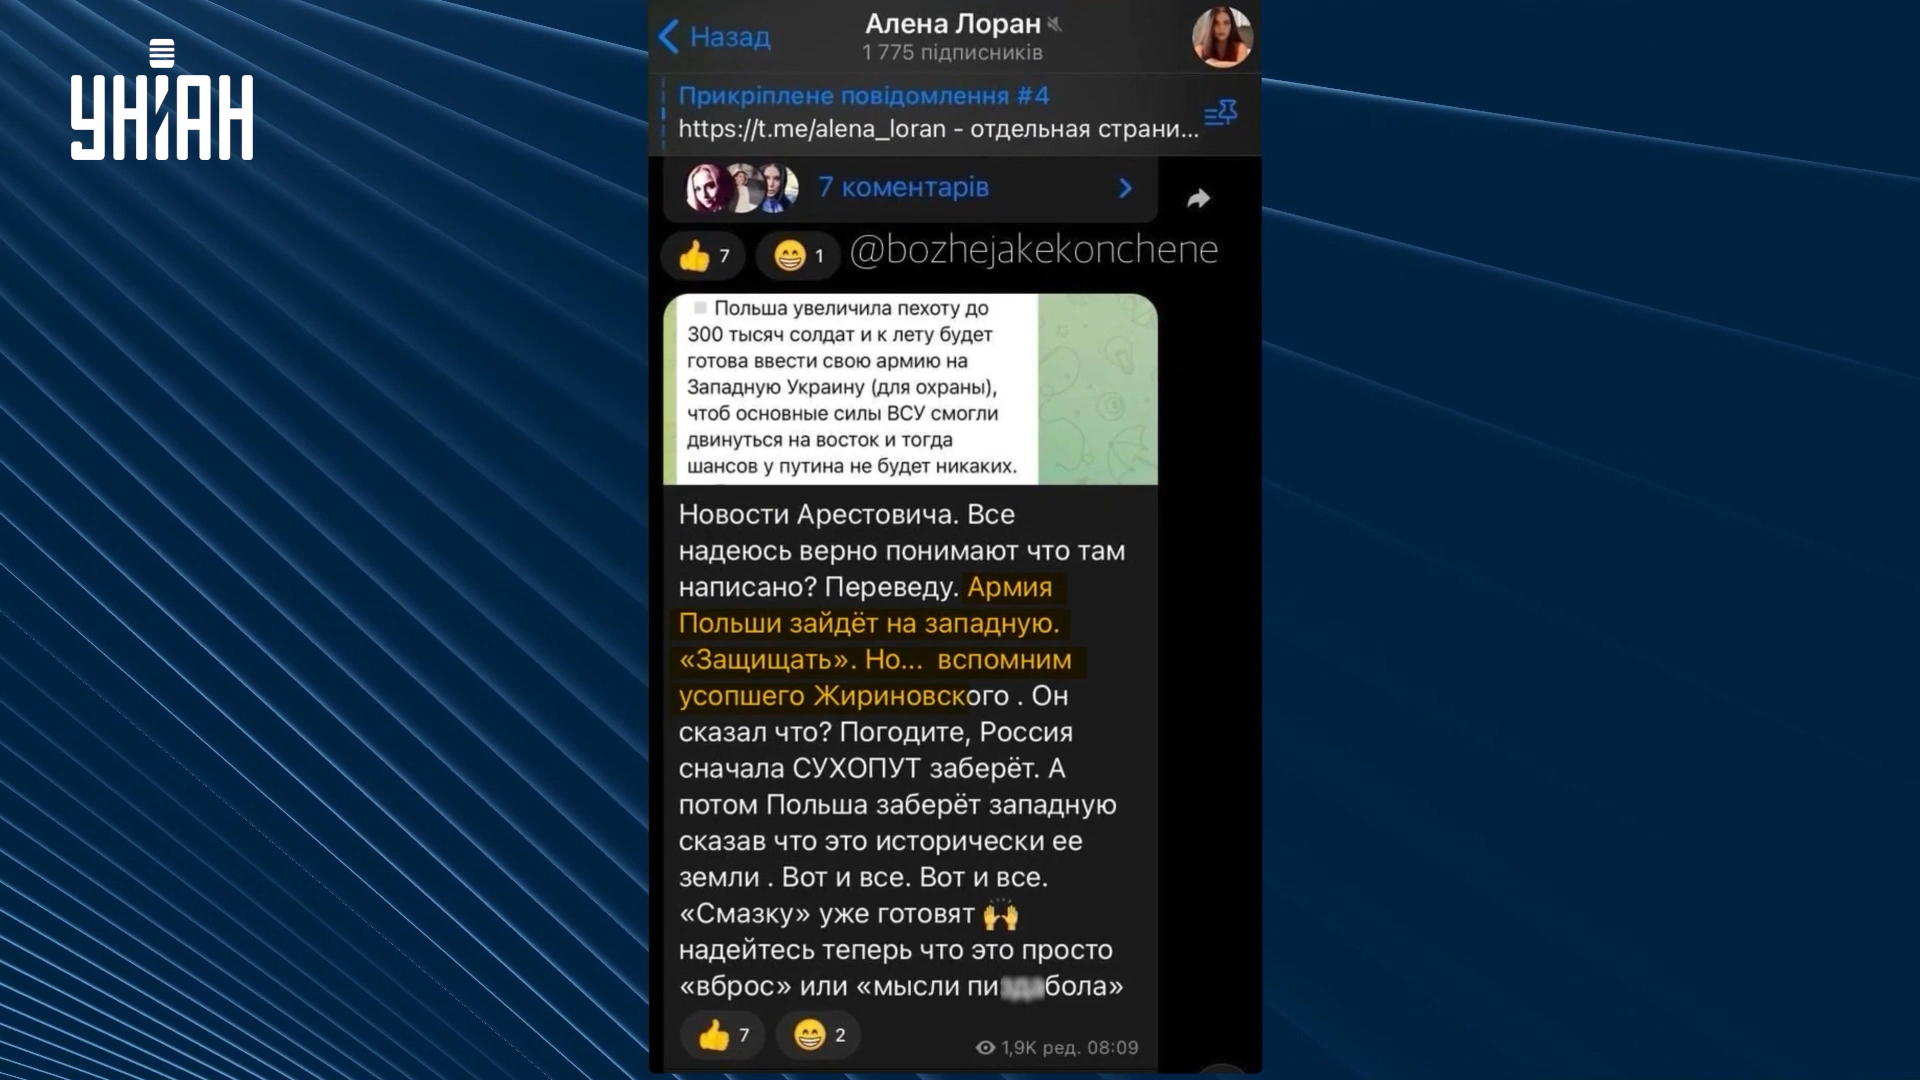 УНІАН
Назад
Алена Лоран
1 775 підписників
Прикріплене повідомлення #4
https://t.me/alena_loran - отдельная страни...
7 коментарів
7
1
@bozhejakekonchene
Польша увеличила пехоту до
300 тысяч солдат и к лету будет
готова ввести свою армию на
Западную Украину (для охраны),
чтоб основные силы ВСУ смогли
двинуться на восток и тогда
шансов у путина не будет никаких.
Новости Арестовича. Все
надеюсь верно понимают что там
написано? Переведу. Армия
Польши зайдёт на западную.
«Защищать». Но... вспомним
усопшего Жириновского . Он
сказал что? Погодите, Россия
сначала СУХОПУТ заберёт. А
потом Польша заберёт западную
сказав что это исторически ее
земли . Вот и все. Вот и все.
«Смазку» уже готовят 🙌
надейтесь теперь что это просто
«вброс» или «мысли
7
2
1,9K ред. 08:09